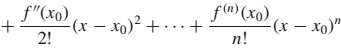 + f″(x₀)/2! (x − x₀)² + ⋯ + f⁽ⁿ⁾(x₀)/n! (x − x₀)ⁿ